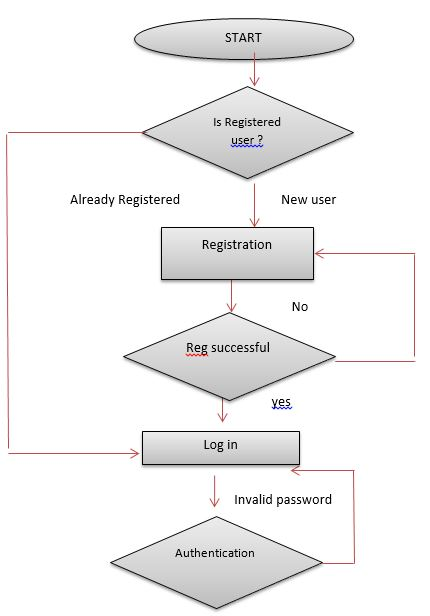 START
Is Registered
user ?
Already Registered
New user
Registration
No
Reg successful
yes
Log in
Invalid password
Authentication